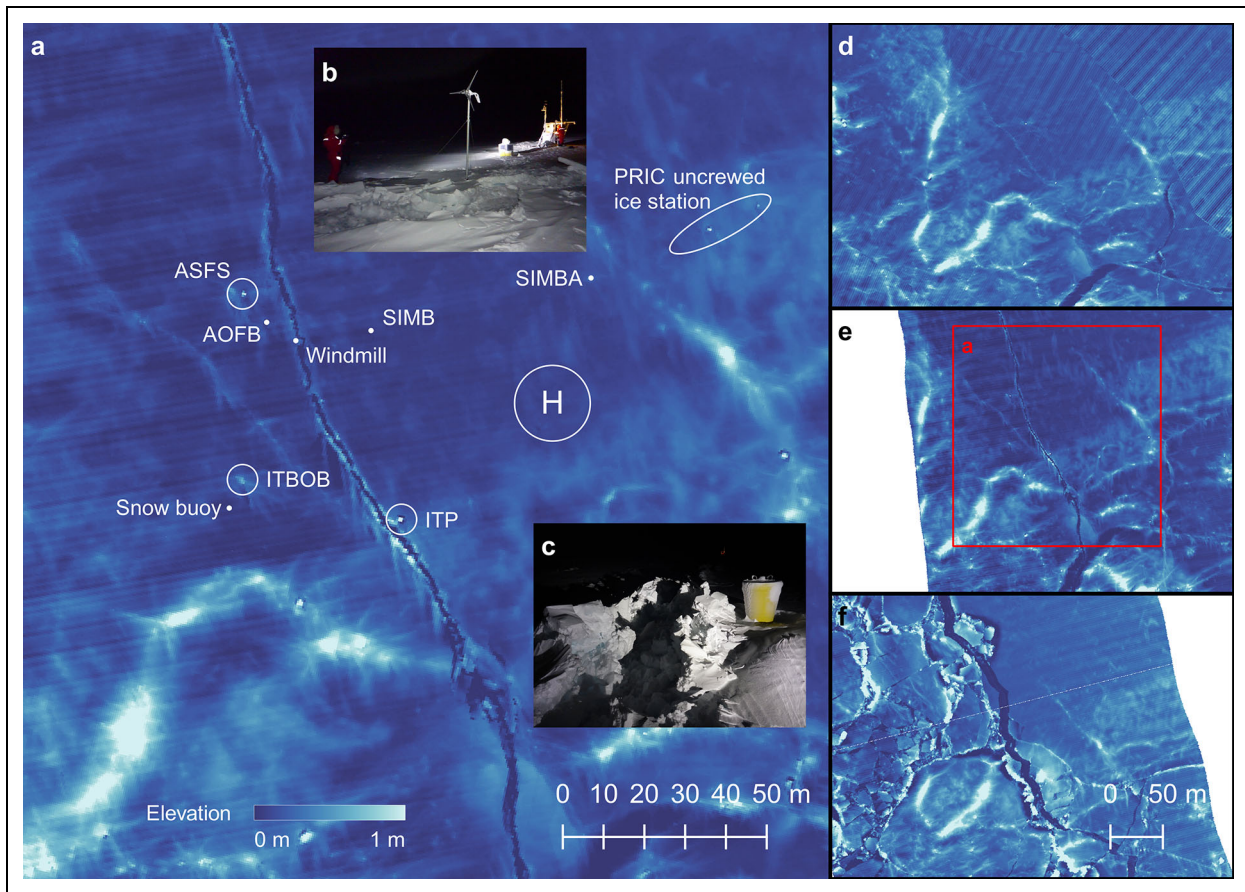 a
b
PRIC uncrewed
ice station
ASFS
SIMBA
AOFB
SIMB
Windmill
H
ITBOB
Snow buoy
ITP
c
Elevation
0 m
1 m
0 10 20 30 40 50 m
d
e
a
f
0 50 m